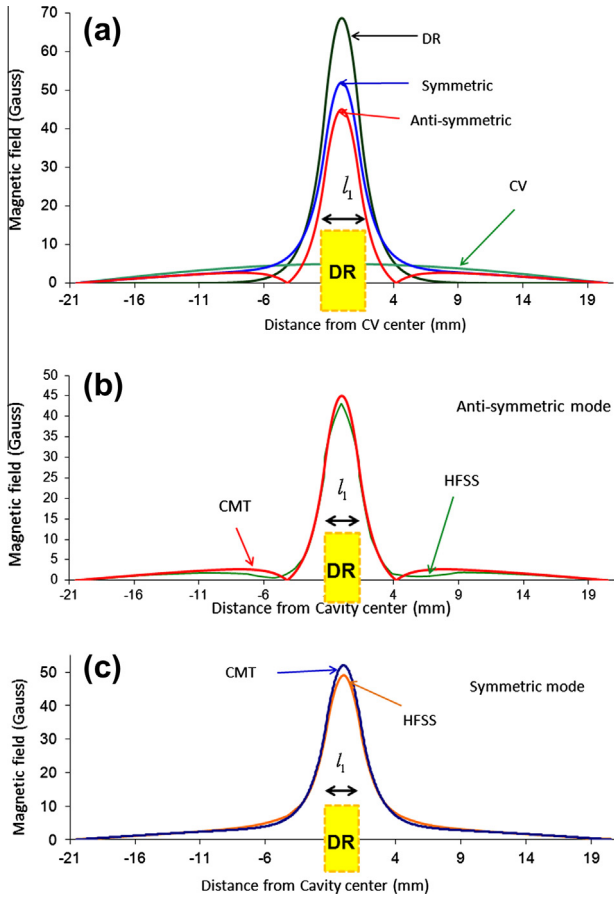 (a)
Magnetic field (Gauss)
70
60
50
40
30
20
10
0
DR
Symmetric
Anti-symmetric
CV
l1
DR
-21 -16 -11 -6 -1 4 9 14 19
Distance from CV center (mm)
(b)
Magnetic field (Gauss)
50
45
40
35
30
25
20
15
10
5
0
Anti-symmetric mode
CMT
HFSS
l1
DR
-21 -16 -11 -6 -1 4 9 14 19
Distance from Cavity center (mm)
(c)
Magnetic field (Gauss)
50
40
30
20
10
0
CMT
HFSS
Symmetric mode
l1
DR
-21 -16 -11 -6 -1 4 9 14 19
Distance from Cavity center (mm)